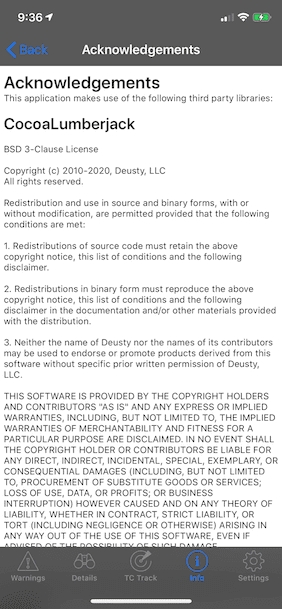 9:36
Back
Acknowledgements
Acknowledgements
This application makes use of the following third party libraries:
CocoaLumberjack
BSD 3-Clause License
Copyright (c) 2010-2020, Deusty, LLC
All rights reserved.
Redistribution and use in source and binary forms, with or
without modification, are permitted provided that the following
conditions are met:
1. Redistributions of source code must retain the above
copyright notice, this list of conditions and the following
disclaimer.
2. Redistributions in binary form must reproduce the above
copyright notice, this list of conditions and the following
disclaimer in the documentation and/or other materials provided
with the distribution.
3. Neither the name of Deusty nor the names of its contributors
may be used to endorse or promote products derived from this
software without specific prior written permission of Deusty,
LLC.
THIS SOFTWARE IS PROVIDED BY THE COPYRIGHT HOLDERS
AND CONTRIBUTORS "AS IS" AND ANY EXPRESS OR IMPLIED
WARRANTIES, INCLUDING, BUT NOT LIMITED TO, THE IMPLIED
WARRANTIES OF MERCHANTABILITY AND FITNESS FOR A
PARTICULAR PURPOSE ARE DISCLAIMED. IN NO EVENT SHALL
THE COPYRIGHT HOLDER OR CONTRIBUTORS BE LIABLE FOR
ANY DIRECT, INDIRECT, INCIDENTAL, SPECIAL, EXEMPLARY, OR
CONSEQUENTIAL DAMAGES (INCLUDING, BUT NOT LIMITED
TO, PROCUREMENT OF SUBSTITUTE GOODS OR SERVICES;
LOSS OF USE, DATA, OR PROFITS; OR BUSINESS
INTERRUPTION) HOWEVER CAUSED AND ON ANY THEORY OF
LIABILITY, WHETHER IN CONTRACT, STRICT LIABILITY, OR
TORT (INCLUDING NEGLIGENCE OR OTHERWISE) ARISING IN
ANY WAY OUT OF THE USE OF THIS SOFTWARE, EVEN IF
ADVISED OF THE POSSIBILITY OF SUCH DAMAGE
Warnings
Details
TC Track
Info
Settings